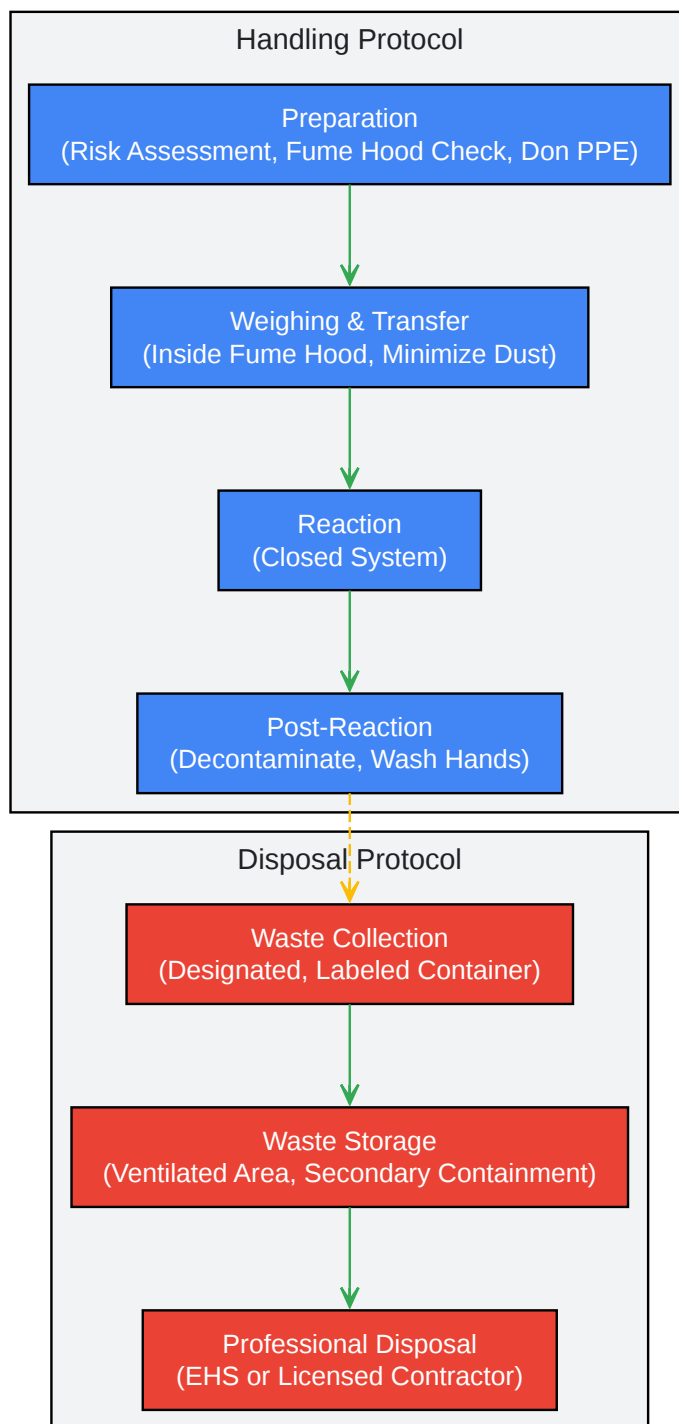 Handling Protocol
Preparation
(Risk Assessment, Fume Hood Check, Don PPE)
Weighing & Transfer
(Inside Fume Hood, Minimize Dust)
Reaction
(Closed System)
Post-Reaction
(Decontaminate, Wash Hands)
Disposal Protocol
Waste Collection
(Designated, Labeled Container)
Waste Storage
(Ventilated Area, Secondary Containment)
Professional Disposal
(EHS or Licensed Contractor)